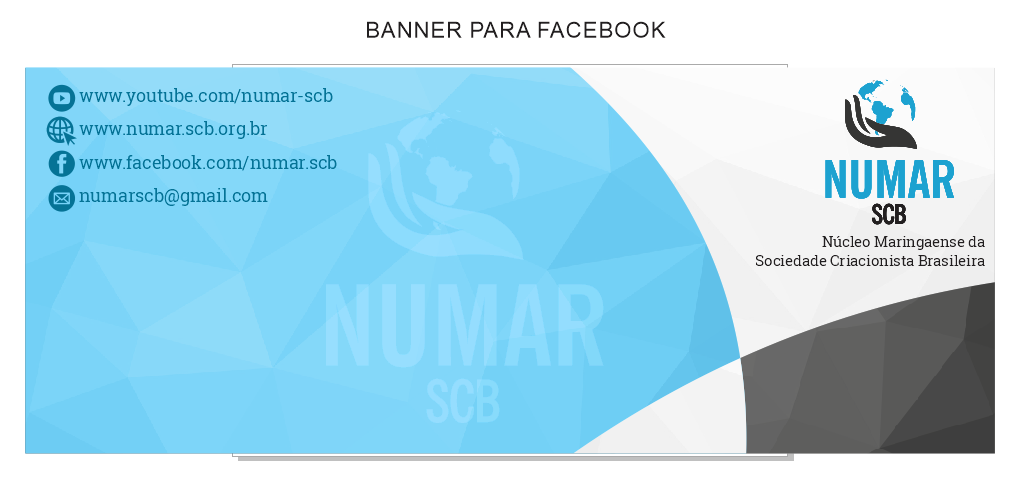 BANNER PARA FACEBOOK
www.youtube.com/numar-scb
www.numar.scb.org.br
www.facebook.com/numar.scb
numarscb@gmail.com
NUMAR
SCB
NUMAR
SCB
Núcleo Maringaense da
Sociedade Criacionista Brasileira